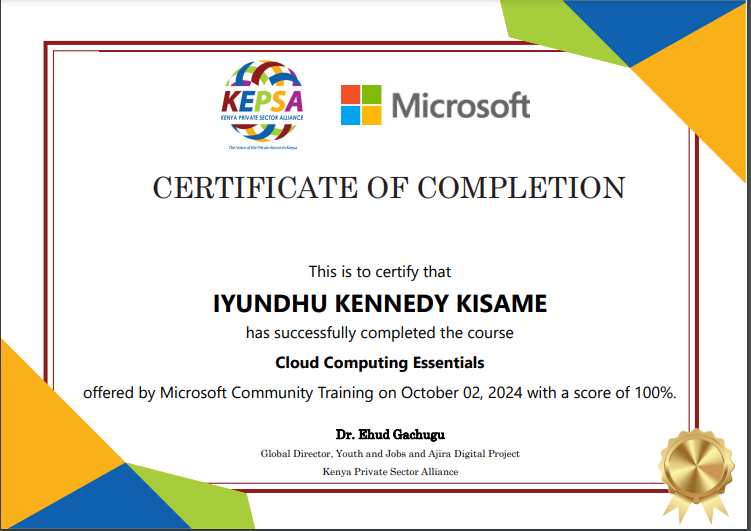 KEPSA
KENYA PRIVATE SECTOR ALLIANCE
The Voice of the Private Sector in Kenya
Microsoft
CERTIFICATE OF COMPLETION
This is to certify that
IYUNDHU KENNEDY KISAME
has successfully completed the course
Cloud Computing Essentials
offered by Microsoft Community Training on October 02, 2024 with a score of 100%.
Dr. Ehud Gachugu
Global Director, Youth and Jobs and Ajira Digital Project
Kenya Private Sector Alliance